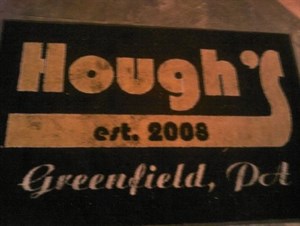 Hough's
est. 2008
Greenfield, PA